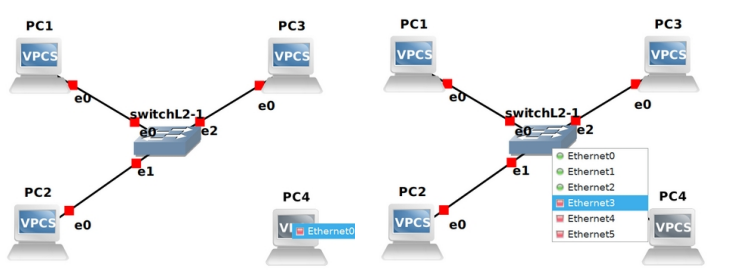 PC1
PC3
VPCS
VPCS
e0
e0
switchL2-1
e0
e2
e1
PC2
PC4
VPCS
e0
VP
Ethernet0
PC1
PC3
VPCS
VPCS
e0
e0
switchL2-1
e0
e2
e1
Ethernet0
Ethernet1
Ethernet2
Ethernet3
Ethernet4
Ethernet5
PC2
PC4
VPCS
e0
VPCS